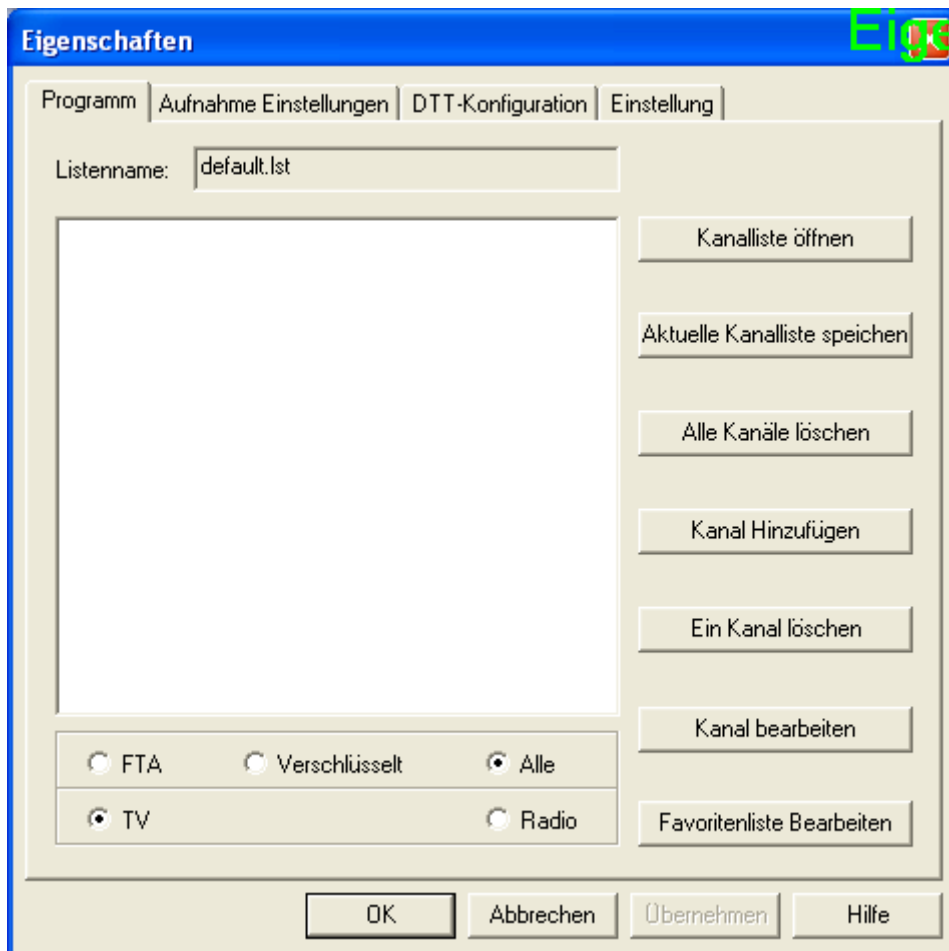 Eigenschaften
Eige
Programm
Aufnahme Einstellungen
DTT-Konfiguration
Einstellung
Listenname:
default.lst
Kanalliste öffnen
Aktuelle Kanalliste speichen
Alle Kanäle löschen
Kanal Hinzufügen
Ein Kanal löschen
Kanal bearbeiten
Favoritenliste Bearbeiten
FTA
Verschlüsselt
Alle
TV
Radio
OK
Abbrechen
Übernehmen
Hilfe